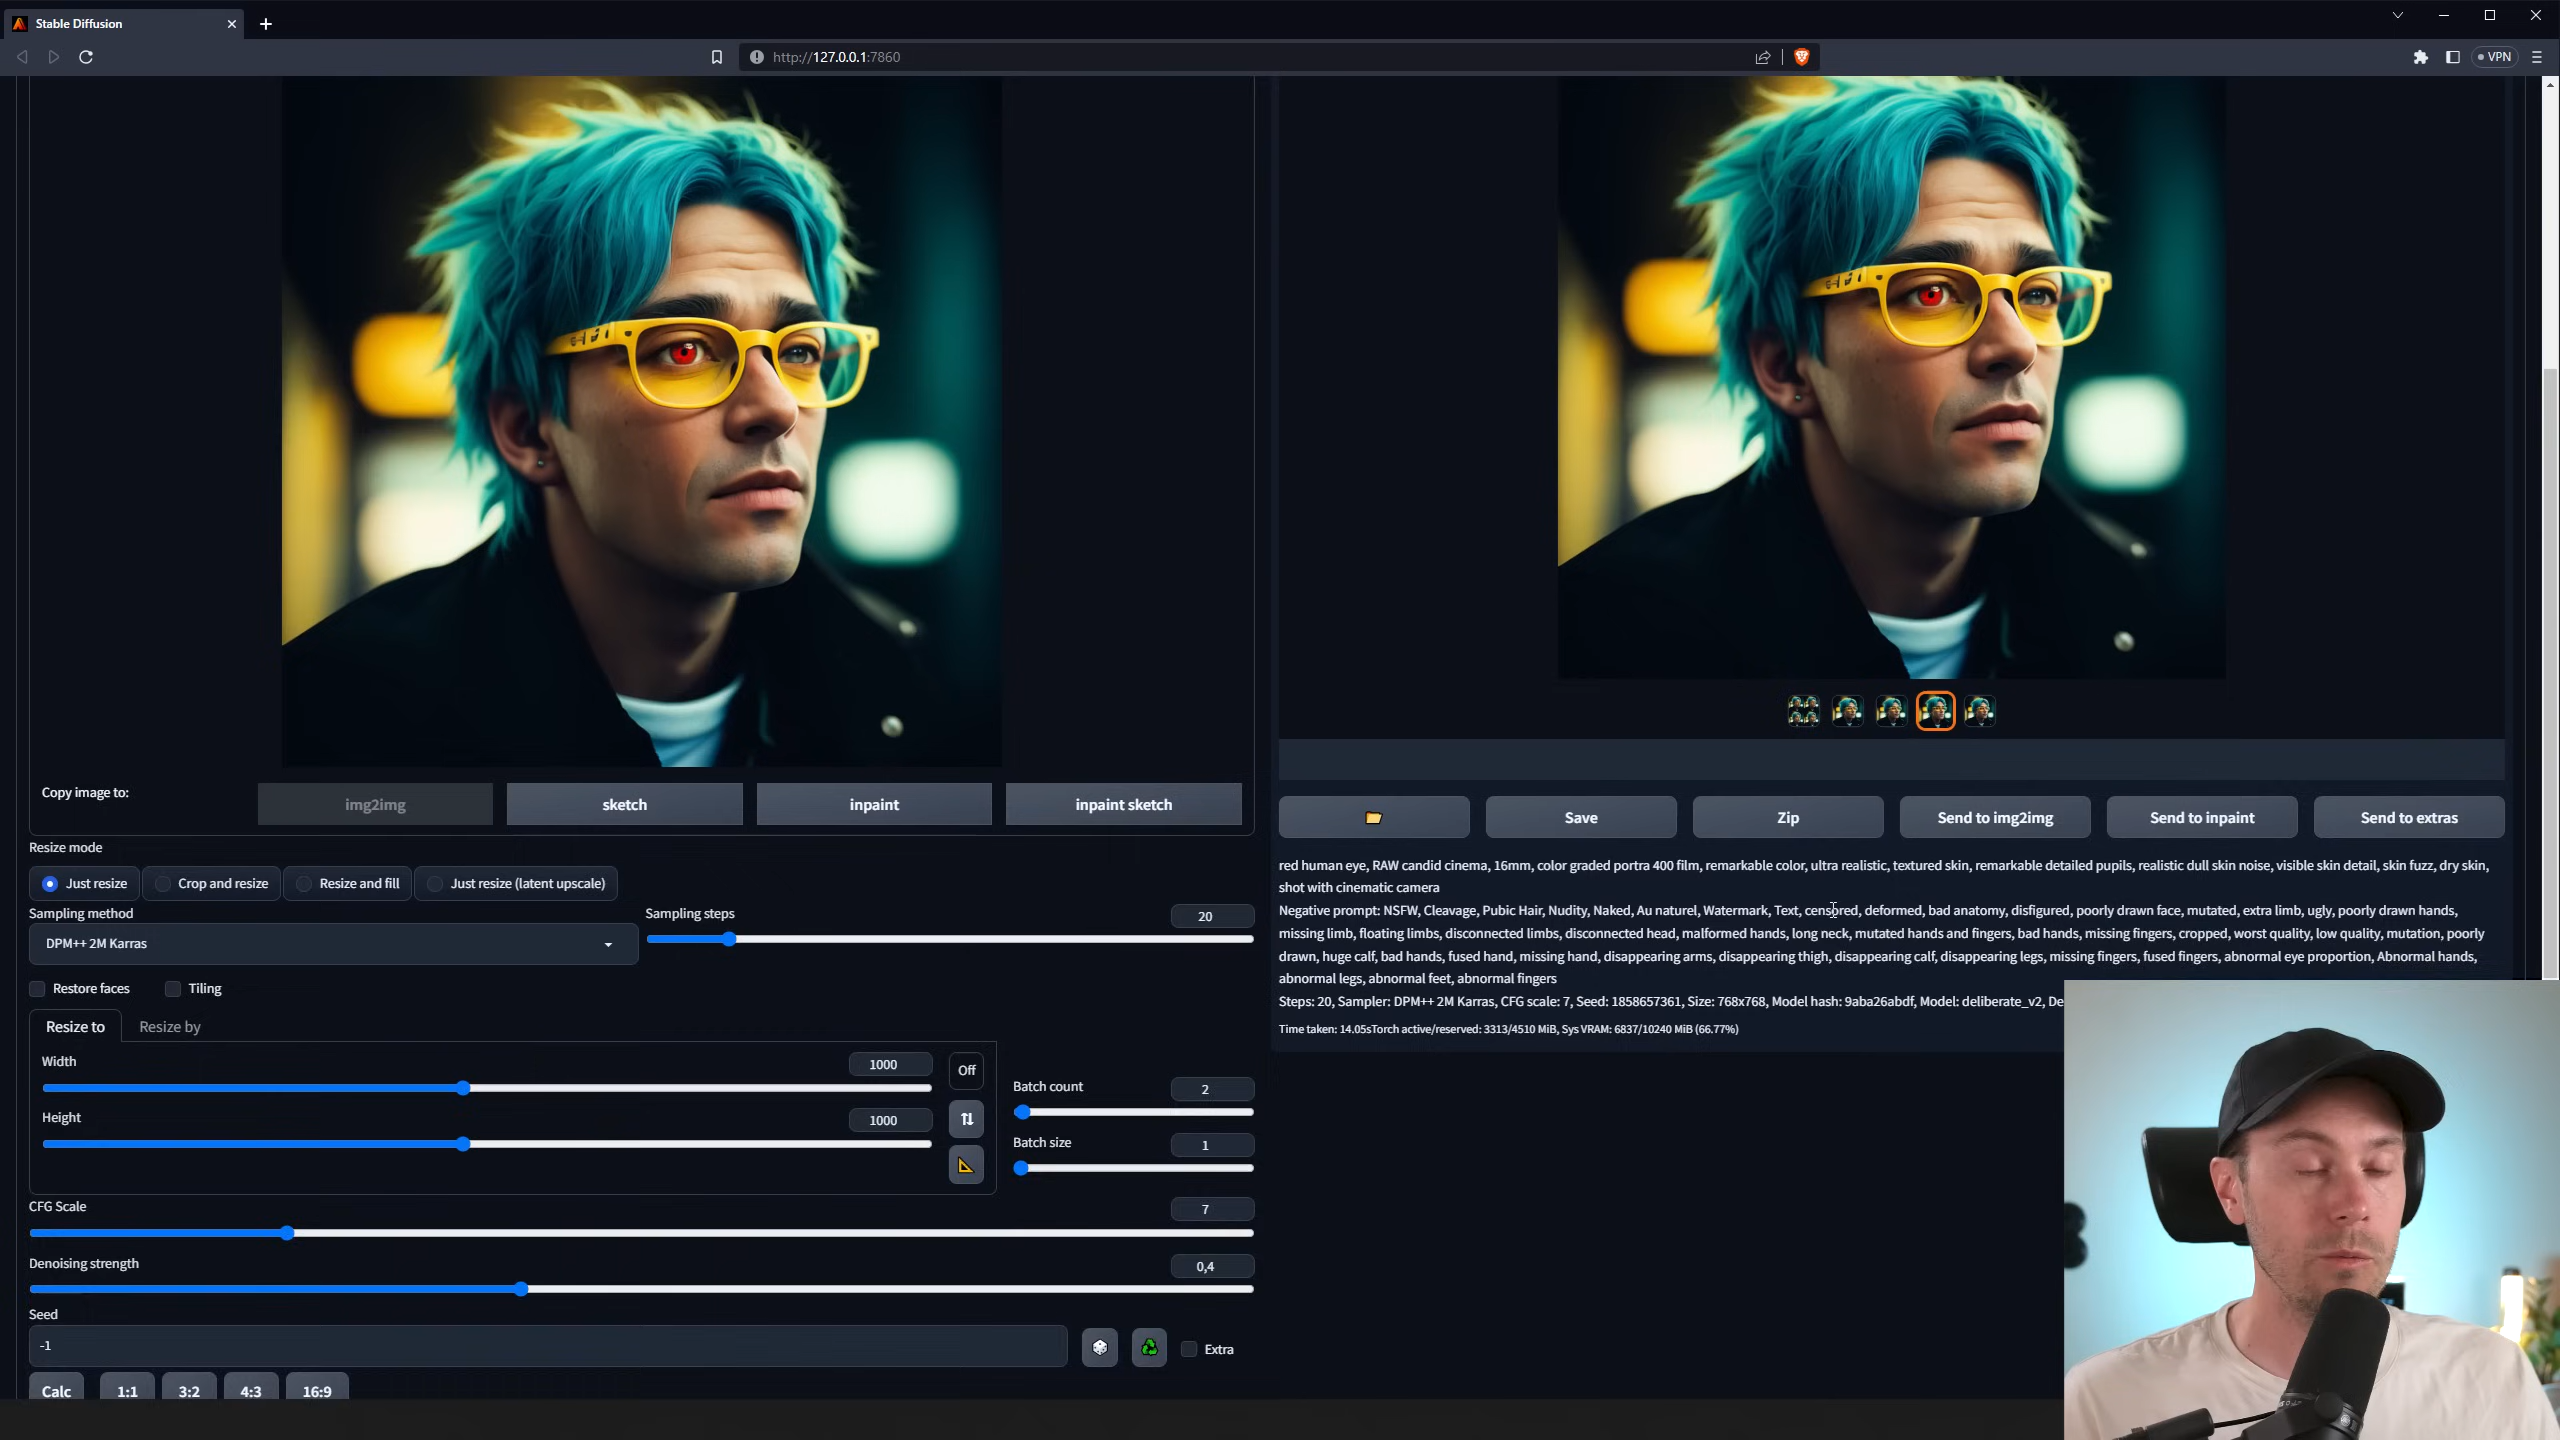 Stable Diffusion
http://127.0.0.1:7860
VPN
Copy image to:
img2img
sketch
inpaint
inpaint sketch
Resize mode
Just resize
Crop and resize
Resize and fill
Just resize (latent upscale)
Sampling method
Sampling steps
20
DPM++ 2M Karras
Restore faces
Tiling
Resize to
Resize by
Width
1000
Off
Height
1000
Batch count
2
Batch size
1
CFG Scale
7
Denoising strength
0,4
Seed
-1
Extra
Calc
1:1
3:2
4:3
16:9
Save
Zip
Send to img2img
Send to inpaint
Send to extras
red human eye, RAW candid cinema, 16mm, color graded portra 400 film, remarkable color, ultra realistic, textured skin, remarkable detailed pupils, realistic dull skin noise, visible skin detail, skin fuzz, dry skin,
shot with cinematic camera
Negative prompt: NSFW, Cleavage, Pubic Hair, Nudity, Naked, Au naturel, Watermark, Text, censored, deformed, bad anatomy, disfigured, poorly drawn face, mutated, extra limb, ugly, poorly drawn hands,
missing limb, floating limbs, disconnected limbs, disconnected head, malformed hands, long neck, mutated hands and fingers, bad hands, missing fingers, cropped, worst quality, low quality, mutation, poorly
drawn, huge calf, bad hands, fused hand, missing hand, disappearing arms, disappearing thigh, disappearing calf, disappearing legs, missing fingers, fused fingers, abnormal eye proportion, Abnormal hands,
abnormal legs, abnormal feet, abnormal fingers
Steps: 20, Sampler: DPM++ 2M Karras, CFG scale: 7, Seed: 1858657361, Size: 768x768, Model hash: 9aba26abdf, Model: deliberate_v2, De
Time taken: 14.05sTorch active/reserved: 3313/4510 MiB, Sys VRAM: 6837/10240 MiB (66.77%)